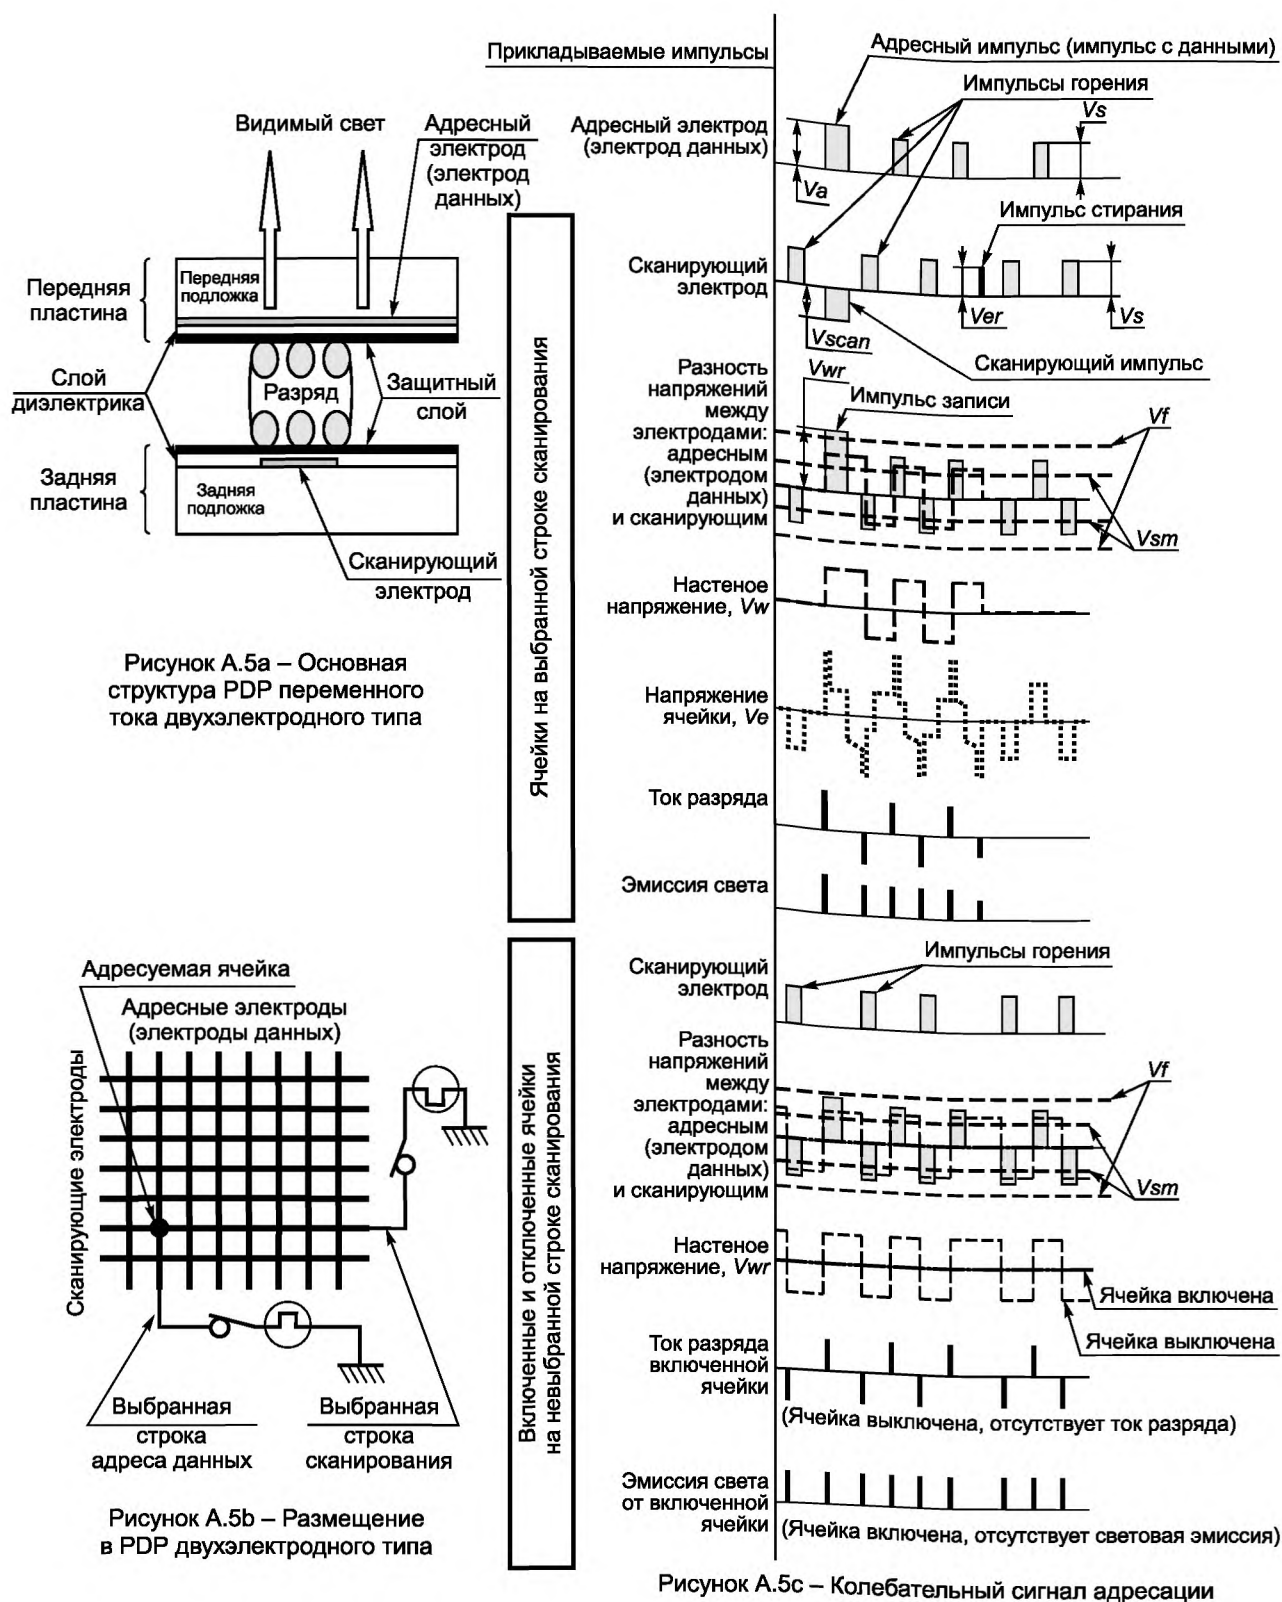 Видимый свет
Адресный
электрод
(электрод
данных)
Передняя
пластина
Передняя
подложка
Слой
диэлектрика
Разряд
Защитный
слой
Задняя
пластина
Задняя
подложка
Сканирующий
электрод
Рисунок А.5a – Основная
структура PDP переменного
тока двухэлектродного типа
Адресуемая ячейка
Адресные электроды
(электроды данных)
Сканирующие электроды
Выбранная
строка
адреса данных
Выбранная
строка
сканирования
Рисунок А.5b – Размещение
в PDP двухэлектродного типа
Ячейки на выбранной строке сканирования
Включенные и отключенные ячейки
на невыбранной строке сканирования
Прикладываемые импульсы
Адресный импульс (импульс с данными)
Импульсы горения
Адресный электрод
(электрод данных)
Vs
Va
Импульс стирания
Сканирующий
электрод
Ver
Vs
Vscan
Сканирующий импульс
Разность
напряжений
между
электродами:
адресным
(электродом
данных)
и сканирующим
Vwr
Импульс записи
Vf
Vsm
Настеное
напряжение, Vw
Напряжение
ячейки, Ve
Ток разряда
Эмиссия света
Сканирующий
электрод
Импульсы горения
Разность
напряжений
между
электродами:
адресным
(электродом
данных)
и сканирующим
Vf
Vsm
Настеное
напряжение, Vwr
Ячейка включена
Ячейка выключена
Ток разряда
включенной
ячейки
(Ячейка выключена, отсутствует ток разряда)
Эмиссия света
от включенной
ячейки
(Ячейка включена, отсутствует световая эмиссия)
Рисунок А.5c – Колебательный сигнал адресации